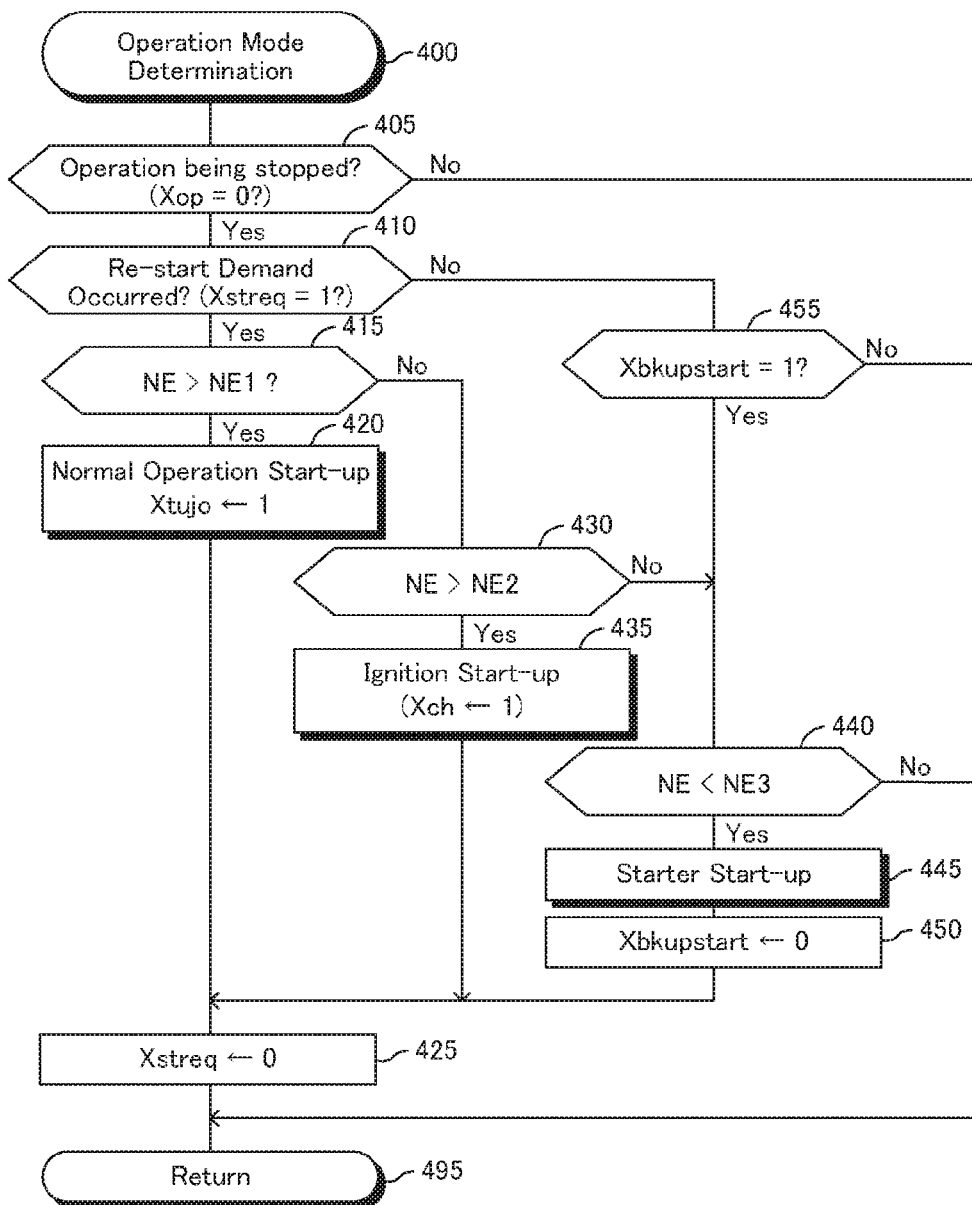 Operation Mode
Determination
400
405
Operation being stopped?
(Xop = 0?)
No
Yes
410
Re-start Demand
Occurred? (Xstreq = 1?)
No
Yes
415
455
NE > NE1 ?
No
Xbkupstart = 1?
No
Yes
420
Yes
Normal Operation Start-up
Xtujo ← 1
430
NE > NE2
No
Yes
435
Ignition Start-up
(Xch ← 1)
440
NE < NE3
No
Yes
Starter Start-up
445
Xbkupstart ← 0
450
Xstreq ← 0
425
Return
495